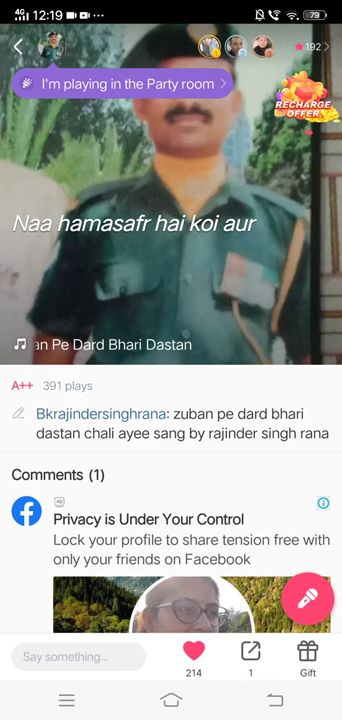 4G 12:19 79
192
I'm playing in the Party room
RECHARGE
OFFER
Naa hamasafr hai koi aur
an Pe Dard Bhari Dastan
A++ 391 plays
Bkrajindersinghrana: zuban pe dard bhari
dastan chali ayee sang by rajinder singh rana
Comments (1)
AD
Privacy is Under Your Control
Lock your profile to share tension free with
only your friends on Facebook
Say something...
214
1
Gift